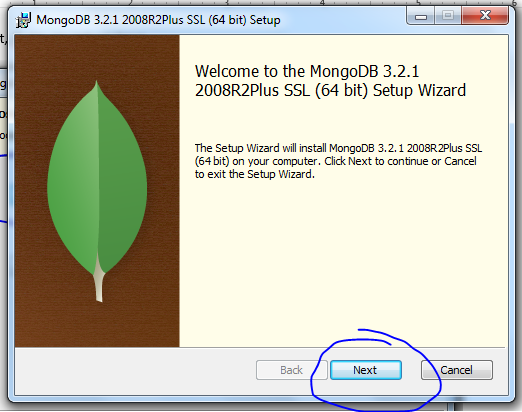 MongoDB 3.2.1 2008R2Plus SSL (64 bit) Setup
Welcome to the MongoDB 3.2.1
2008R2Plus SSL (64 bit) Setup Wizard
The Setup Wizard will install MongoDB 3.2.1 2008R2Plus SSL
(64 bit) on your computer. Click Next to continue or Cancel
to exit the Setup Wizard.
Back
Next
Cancel